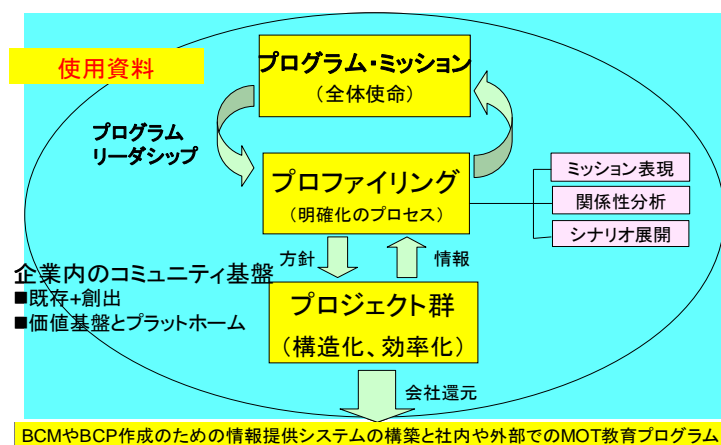 使用資料
プログラム・ミッション
（全体使命）
プログラム
リーダシップ
プロファイリング
（明確化のプロセス）
ミッション表現
関係性分析
シナリオ展開
方針
情報
企業内のコミュニティ基盤
■既存+創出
■価値基盤とプラットホーム
プロジェクト群
（構造化、効率化）
会社還元
BCMやBCP作成のための情報提供システムの構築と社内や外部でのMOT教育プログラム